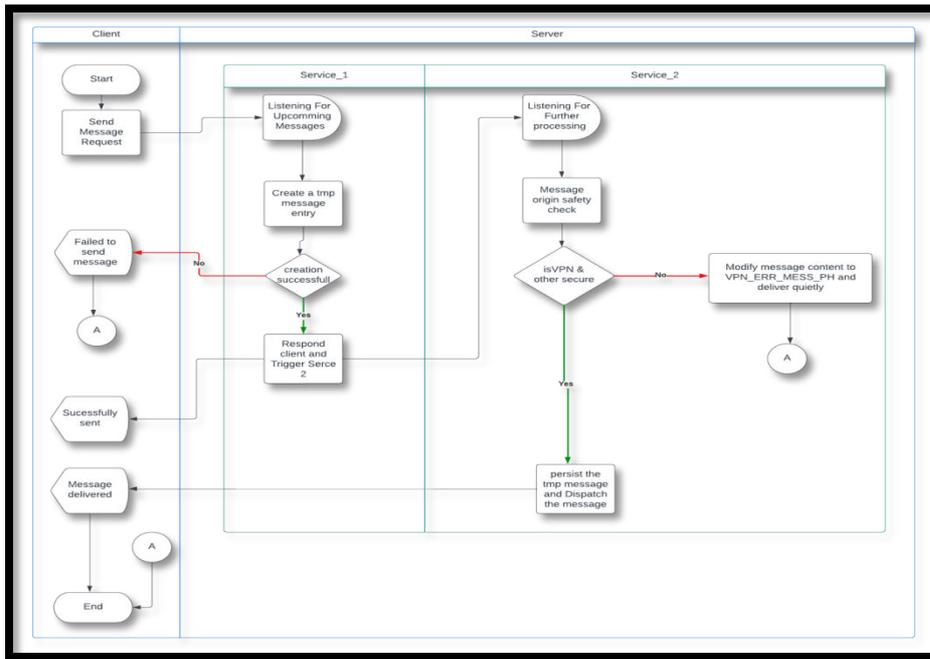 Client
Server
Service_1
Service_2
Start
Send
Message
Request
Listening For
Upcomming
Messages
Listening For
Further
processing
Create a tmp
message
entry
Message
origin safety
check
Failed to
send
message
No
creation
successfull
isVPN &
other secure
No
Modify message content to
VPN_ERR_MESS_PH and
deliver quietly
A
Yes
Respond
client and
Trigger Serce
2
A
Yes
Sucessfully
sent
Message
delivered
persist the
tmp message
and Dispatch
the message
A
End